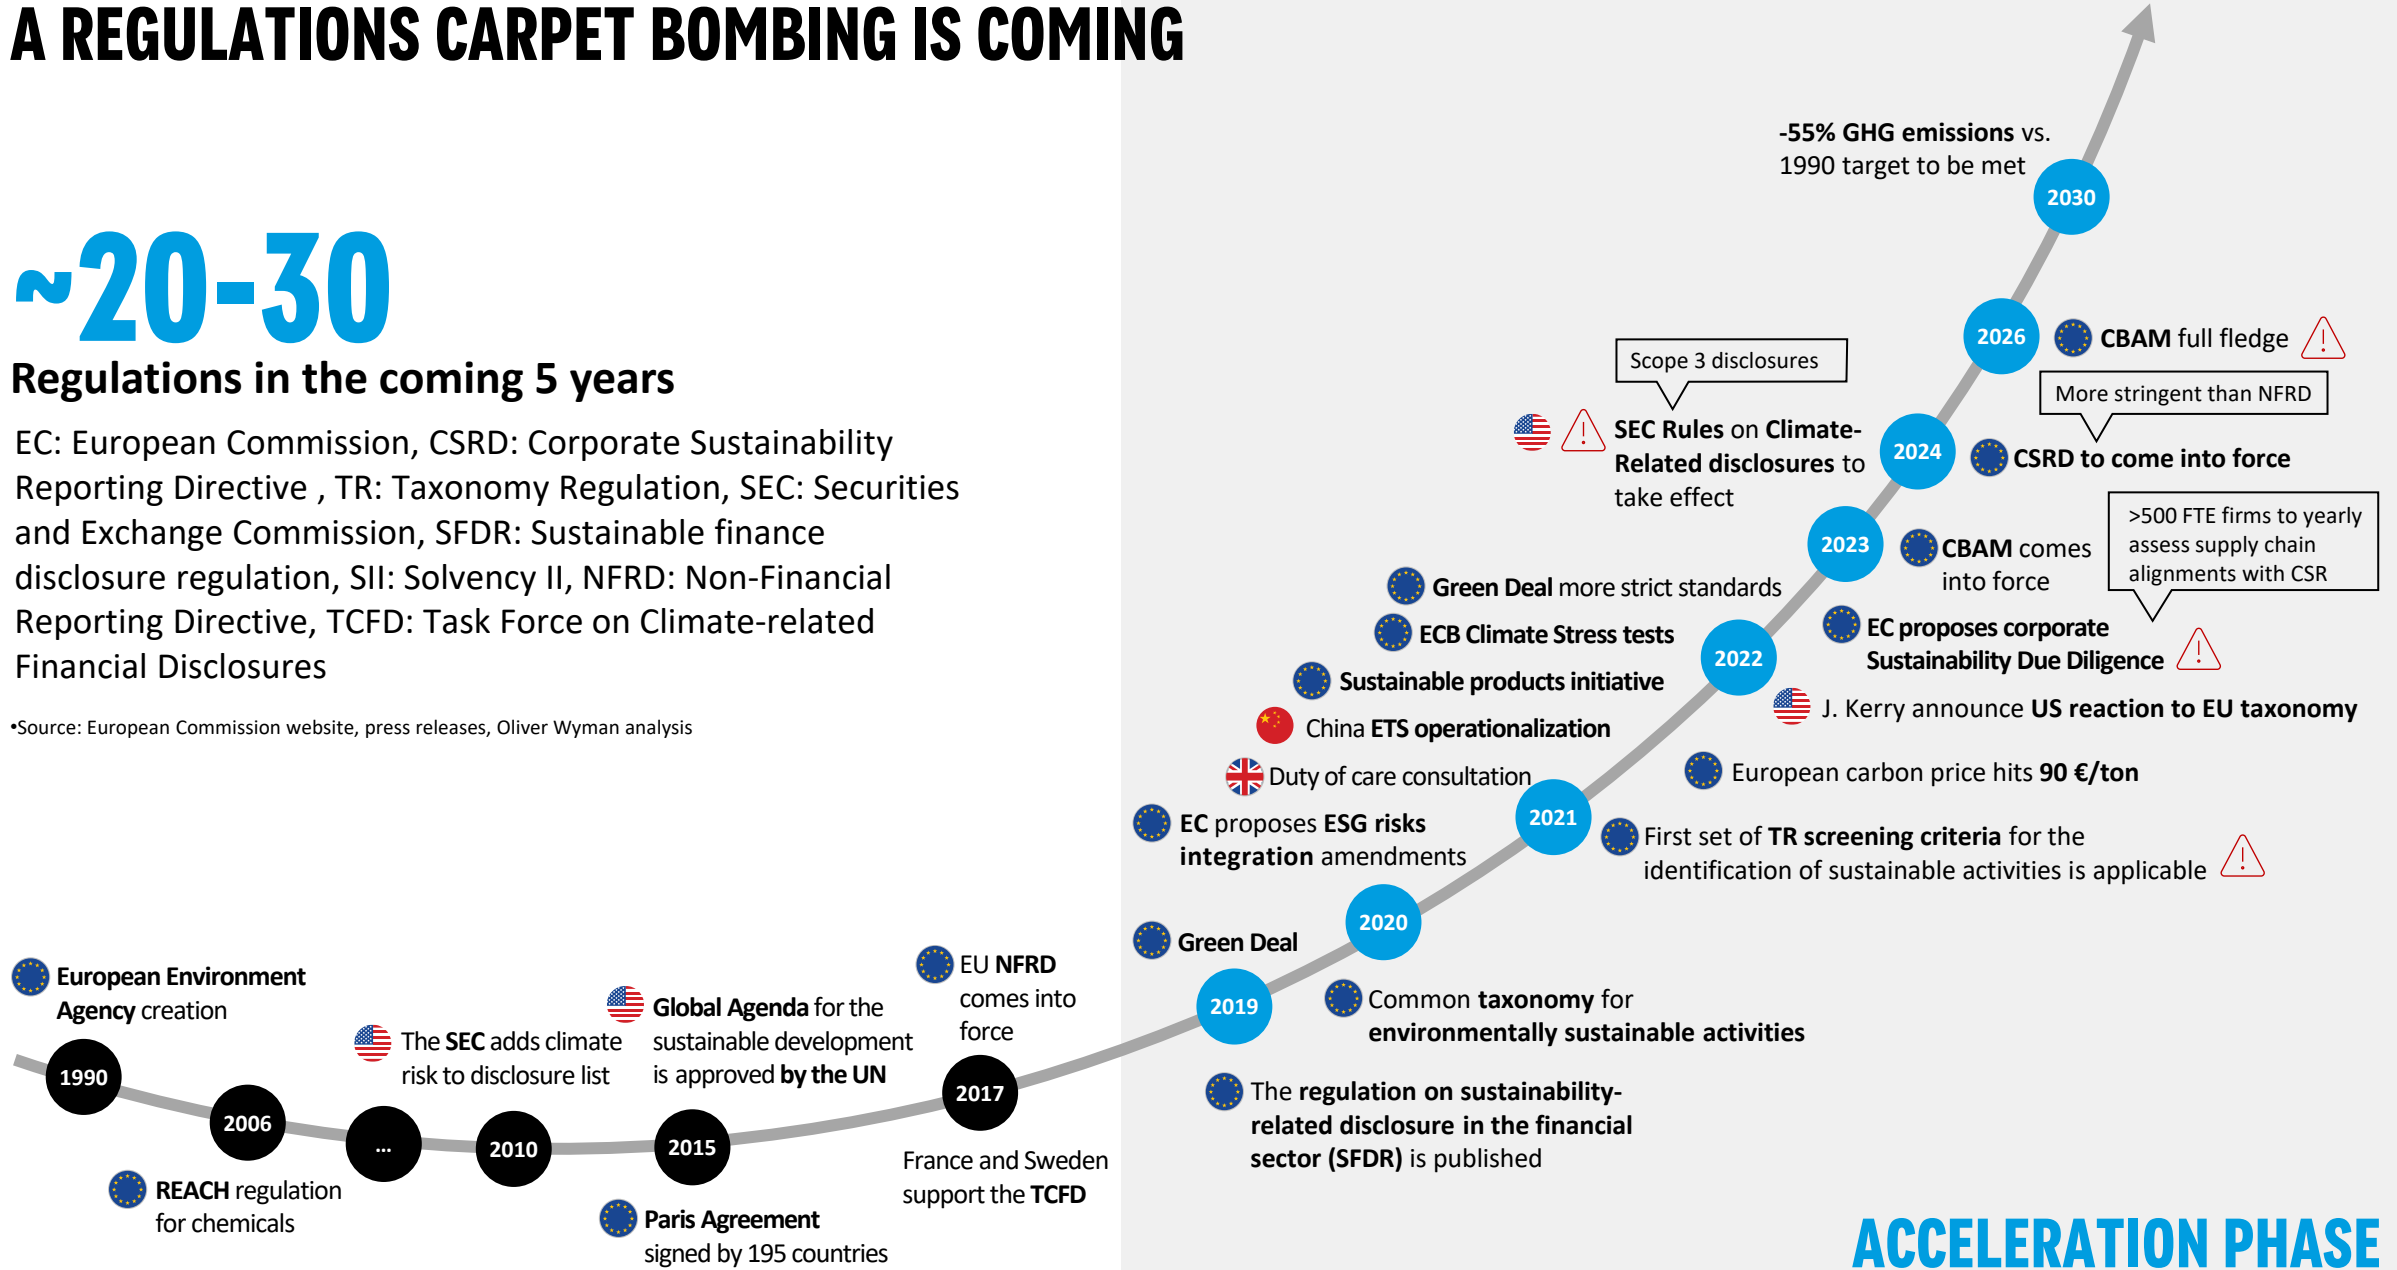 A REGULATIONS CARPET BOMBING IS COMING
~20-30
Regulations in the coming 5 years
EC: European Commission, CSRD: Corporate Sustainability
Reporting Directive , TR: Taxonomy Regulation, SEC: Securities
and Exchange Commission, SFDR: Sustainable finance
disclosure regulation, SII: Solvency II, NFRD: Non-Financial
Reporting Directive, TCFD: Task Force on Climate-related
Financial Disclosures
•Source: European Commission website, press releases, Oliver Wyman analysis
European Environment
Agency creation
1990
2006
REACH regulation
for chemicals
...
The SEC adds climate
risk to disclosure list
2010
Global Agenda for the
sustainable development
is approved by the UN
2015
Paris Agreement
signed by 195 countries
EU NFRD
comes into
force
2017
France and Sweden
support the TCFD
Green Deal
2019
The regulation on sustainability-
related disclosure in the financial
sector (SFDR) is published
2020
Common taxonomy for
environmentally sustainable activities
Green Deal more strict standards
ECB Climate Stress tests
Sustainable products initiative
China ETS operationalization
Duty of care consultation
EC proposes ESG risks
integration amendments
2021
First set of TR screening criteria for the
identification of sustainable activities is applicable
European carbon price hits 90 €/ton
J. Kerry announce US reaction to EU taxonomy
2022
EC proposes corporate
Sustainability Due Diligence
>500 FTE firms to yearly
assess supply chain
alignments with CSR
2023
CBAM comes
into force
Scope 3 disclosures
SEC Rules on Climate-
Related disclosures to
take effect
2024
CSRD to come into force
More stringent than NFRD
2026
CBAM full fledge
-55% GHG emissions vs.
1990 target to be met
2030
ACCELERATION PHASE